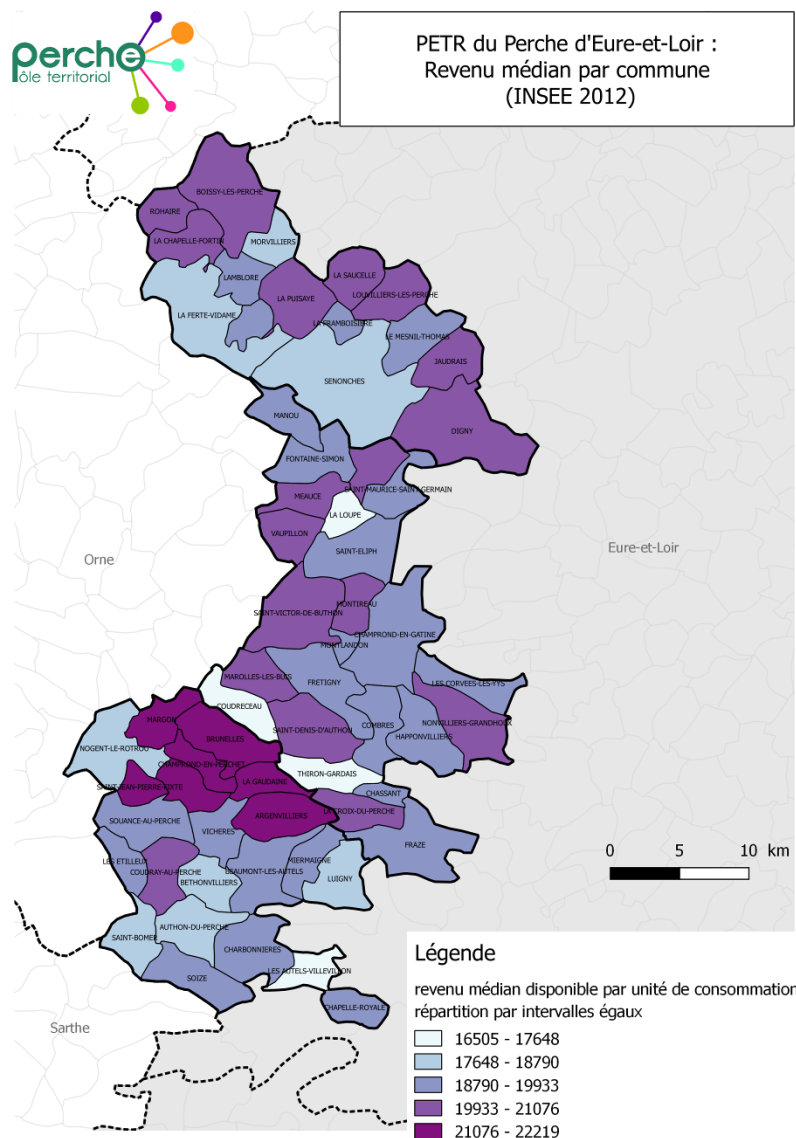 perche
Pôle territorial
PETR du Perche d'Eure-et-Loir :
Revenu médian par commune
(INSEE 2012)
BOISSY-LES-PERCHE
ROHAIRE
LA CHAPELLE-FORTIN
MORVILLIERS
LAMBLORE
LA SAUCELLE
LA PUISAYE
LOUVILLIERS-LES-PERCHE
LA FERTE-VIDAME
LA FRAMBOISIERE
LE MESNIL-THOMAS
JAUDRAIS
SENONCHES
MANOU
DIGNY
FONTAINE-SIMON
SAINT-MAURICE-SAINT-GERMAIN
MEAUCE
LA LOUPE
VAUPILLON
SAINT-ELIPH
Orne
Eure-et-Loir
MONTIREAU
SAINT-VICTOR-DE-BUTHON
CHAMPROND-EN-GATINE
MONTLANDON
MAROLLES-LES-BUIS
FRETIGNY
LES CORVEES-LES-YYS
COUDRECEAU
MARGON
SAINT-DENIS-D'AUTHOU
COMBRES
NONVILLIERS-GRANDHOUX
HAPPONVILLIERS
BRUNELLES
NOGENT-LE-ROTROU
CHAMPROND-EN-PERCHET
THIRON-GARDAIS
LA GAUDAINE
SAINT-JEAN-PIERRE-FIXTE
CHASSANT
LA CROIX-DU-PERCHE
ARGENVILLIERS
SOUANCE-AU-PERCHE
VICHERES
FRAZE
LES ETILLEUX
MIERMAIGNE
COUDRAY-AU-PERCHE
BEAUMONT-LES-AUTELS
LUIGNY
BETHONVILLIERS
AUTHON-DU-PERCHE
SAINT-BOMER
CHARBONNIERES
LES AUTELS-VILLEVILLON
SOIZE
CHAPELLE-ROYALE
Sarthe
0 5 10 km
Légende
revenu médian disponible par unité de consommation
répartition par intervalles égaux
16505 - 17648
17648 - 18790
18790 - 19933
19933 - 21076
21076 - 22219